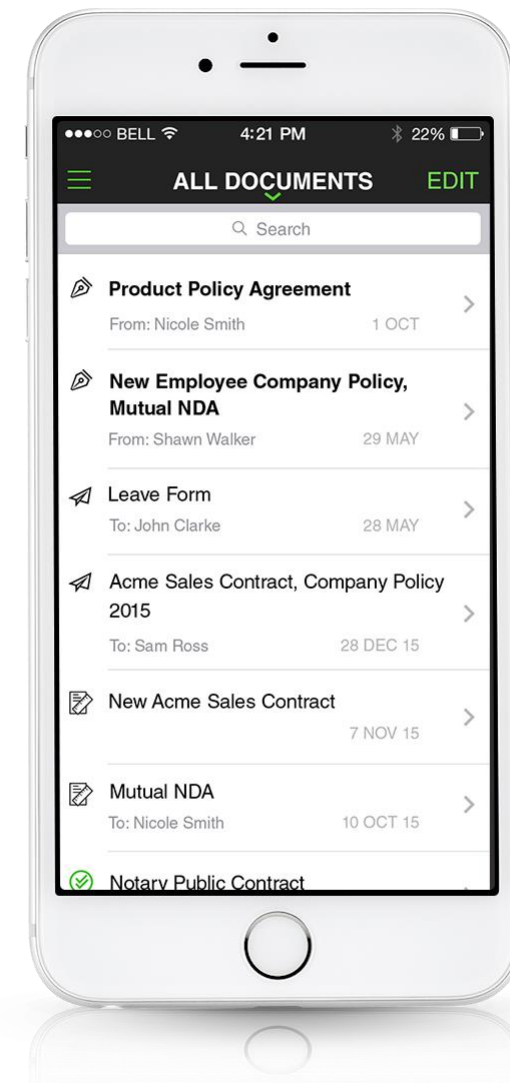 BELL 4:21 PM 22%
ALL DOCUMENTS EDIT
Search
Product Policy Agreement
From: Nicole Smith 1 OCT
New Employee Company Policy,
Mutual NDA
From: Shawn Walker 29 MAY
Leave Form
To: John Clarke 28 MAY
Acme Sales Contract, Company Policy
2015
To: Sam Ross 28 DEC 15
New Acme Sales Contract
7 NOV 15
Mutual NDA
To: Nicole Smith 10 OCT 15
Notary Public Contract